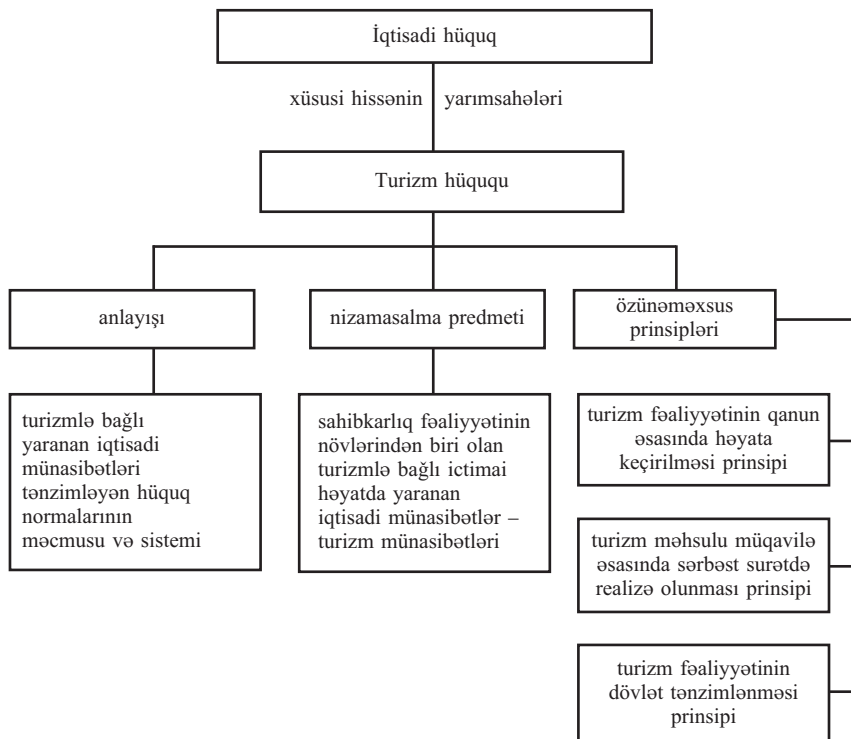 İqtisadi hüquq
xüsusi hissənin yarımsahələri
Turizm hüququ
anlayışı
nizamasalma predmeti
özünəməxsus
prinsipləri
turizmlə bağlı
yaranan iqtisadi
münasibətləri
tənzimləyən hüquq
normalarının
məcmusu və sistemi
sahibkarlıq fəaliyyətinin
növlərindən biri olan
turizmlə bağlı ictimai
həyatda yaranan
iqtisadi münasibətlər –
turizm münasibətləri
turizm fəaliyyətinin qanun
əsasında həyata
keçirilməsi prinsipi
turizm məhsulu müqavilə
əsasında sərbəst surətdə
realizə olunması prinsipi
turizm fəaliyyətinin
dövlət tənzimlənməsi
prinsipi